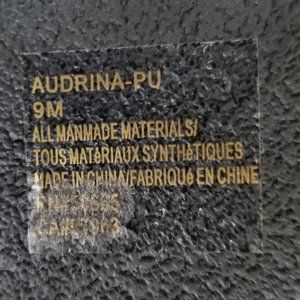 AUDRINA-PU
9M
ALL MANMADE MATERIALS/
TOUS MATéRIAUX SYNTHéTIQUES
MADE IN CHINA/FABRIQUé EN CHINE